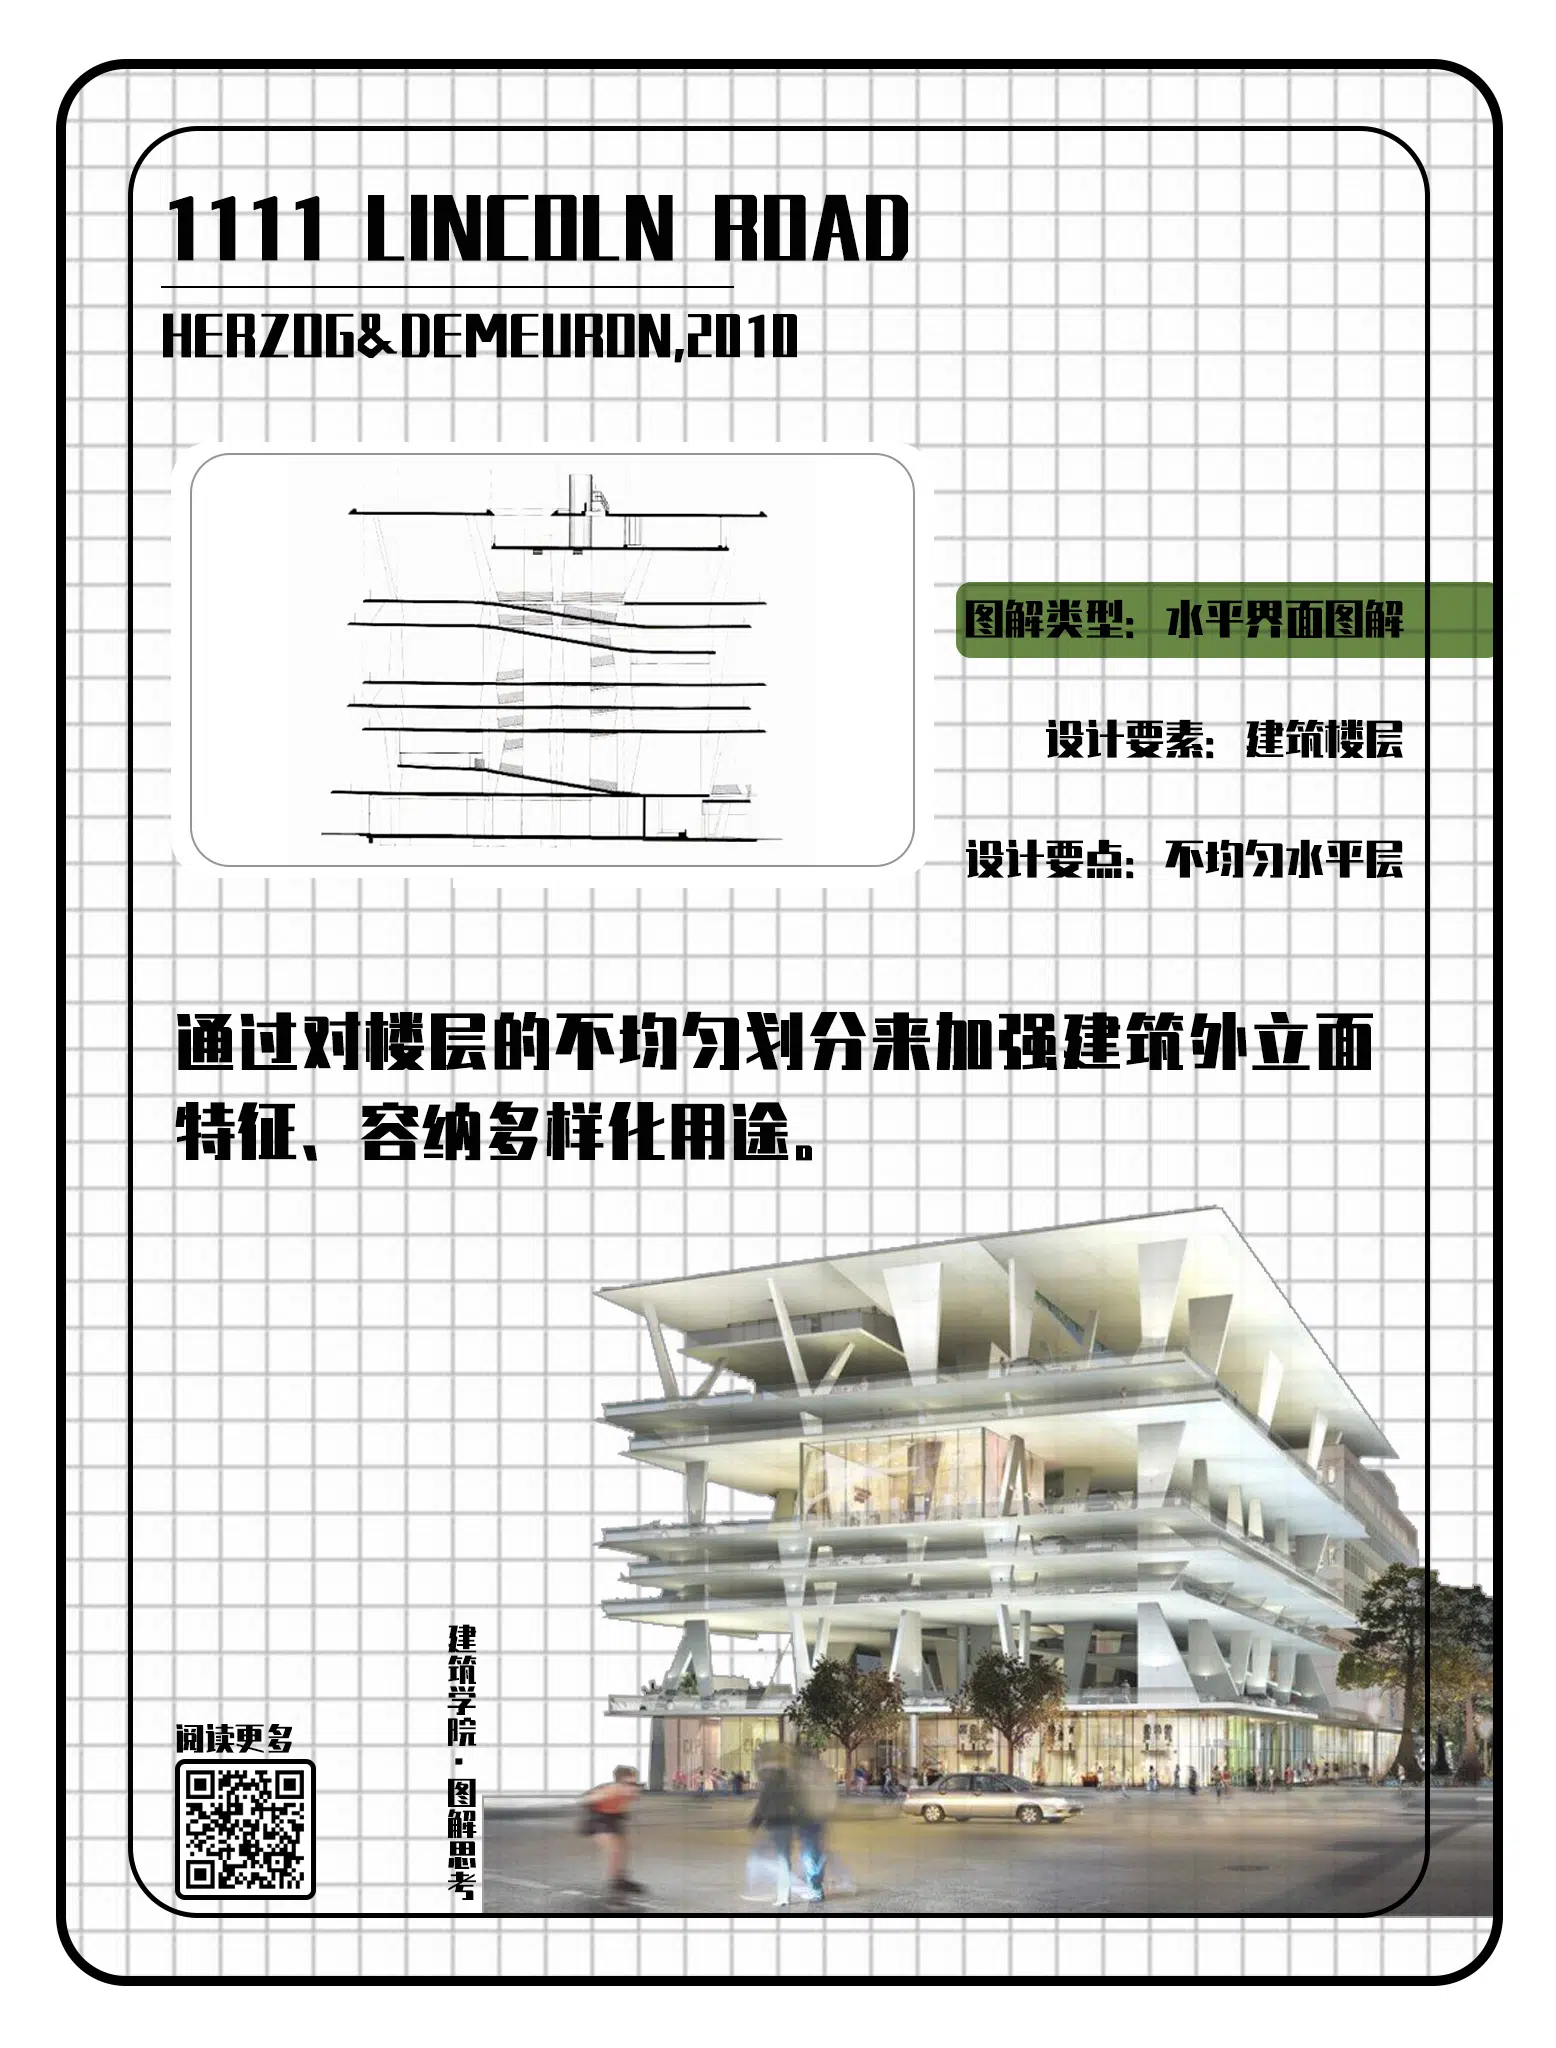 1111 LINCOLN ROAD
HERZOG&DEMEURON,2010
图解类型：水平界面图解
设计要素：建筑楼层
设计要点：不均匀水平层
通过对楼层的不均匀划分来加强建筑外立面
特征、容纳多样化用途。
建筑学院·图解思考
阅读更多